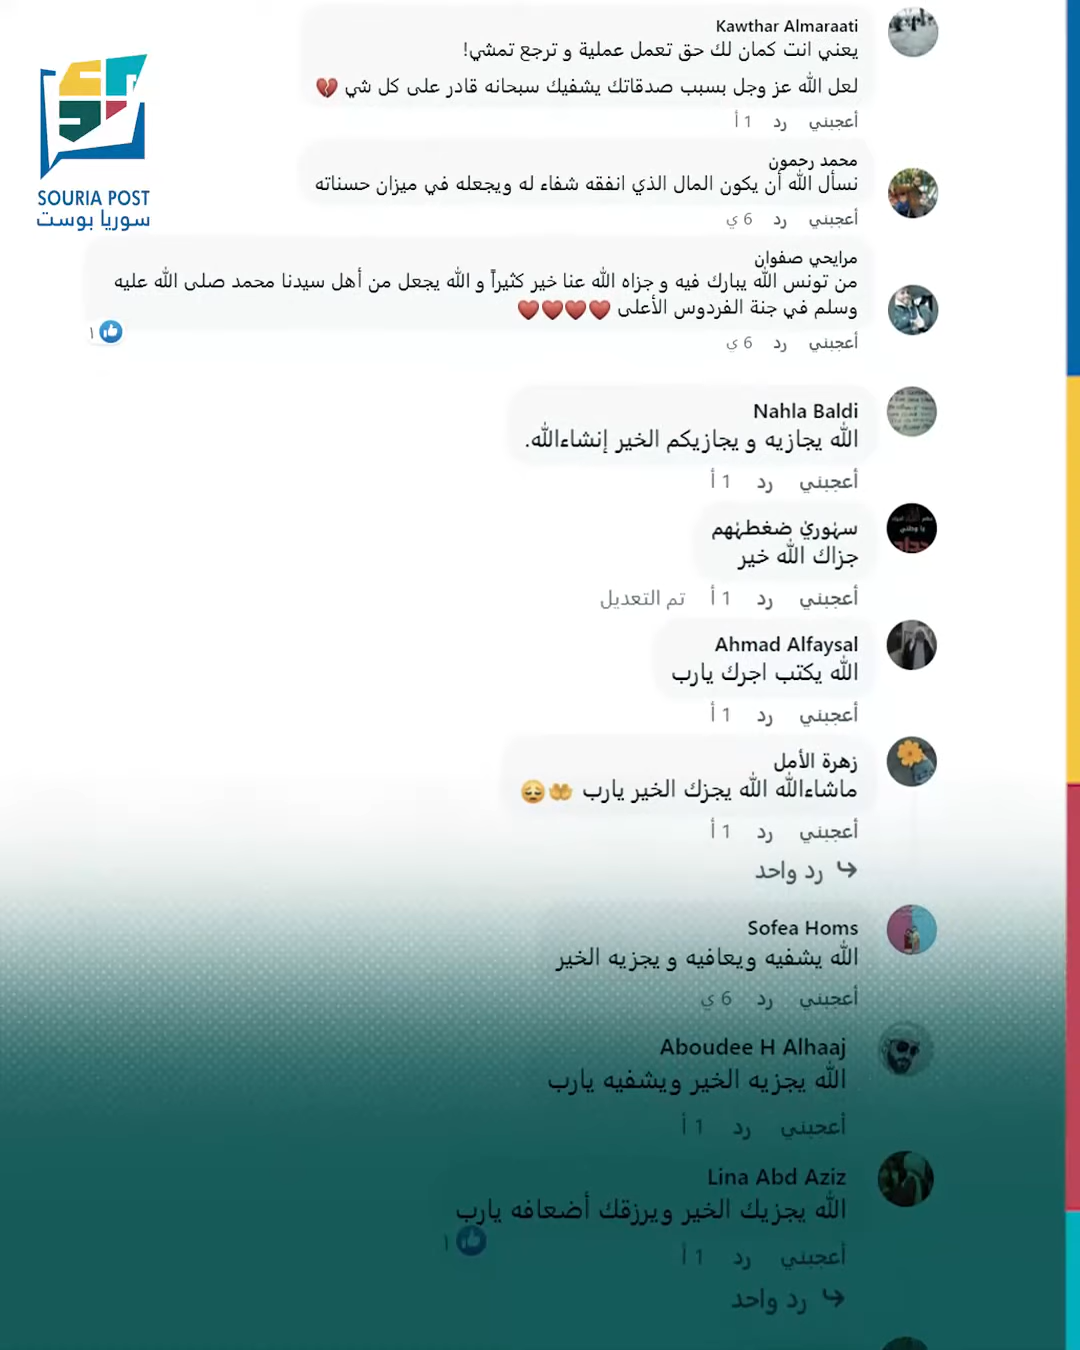 SOURIA POST
سوريا بوست
Kawthar Almaraati
يعني انت كمان لك حق تعمل عملية و ترجع تمشي!
لعل الله عز وجل بسبب صدقاتك يشفيك سبحانه قادر على كل شي 💔
أعجبني رد 1 أ
محمد رحمون
نسأل الله أن يكون المال الذي انفقه شفاء له ويجعله في ميزان حسناته
أعجبني رد 6 ي
مرايحي صفوان
من تونس الله يبارك فيه و جزاه الله عنا خير كثيراً و الله يجعل من أهل سيدنا محمد صلى الله عليه
وسلم في جنة الفردوس الأعلى ❤️❤️❤️❤️
١
أعجبني رد 6 ي
Nahla Baldi
الله يجازيه و يجازيكم الخير إنشاءالله.
أعجبني رد 1 أ
سہٰوريٰ ضغطہٰهم
جزاك الله خير
أعجبني رد 1 أ تم التعديل
Ahmad Alfaysal
الله يكتب اجرك يارب
أعجبني رد 1 أ
زهرة الأمل
ماشاءالله الله يجزك الخير يارب 🤲😔
أعجبني رد 1 أ
رد واحد
Sofea Homs
الله يشفيه ويعافيه و يجزيه الخير
أعجبني رد 6 ي
Aboudee H Alhaaj
الله يجزيه الخير ويشفيه يارب
أعجبني رد 1 أ
Lina Abd Aziz
الله يجزيك الخير ويرزقك أضعافه يارب
١
أعجبني رد 1 أ
رد واحد